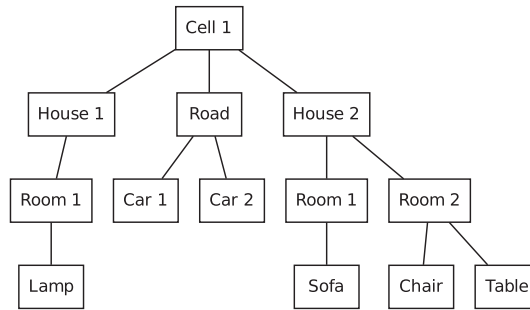 Cell 1
House 1
Road
House 2
Room 1
Car 1
Car 2
Room 1
Room 2
Lamp
Sofa
Chair
Table